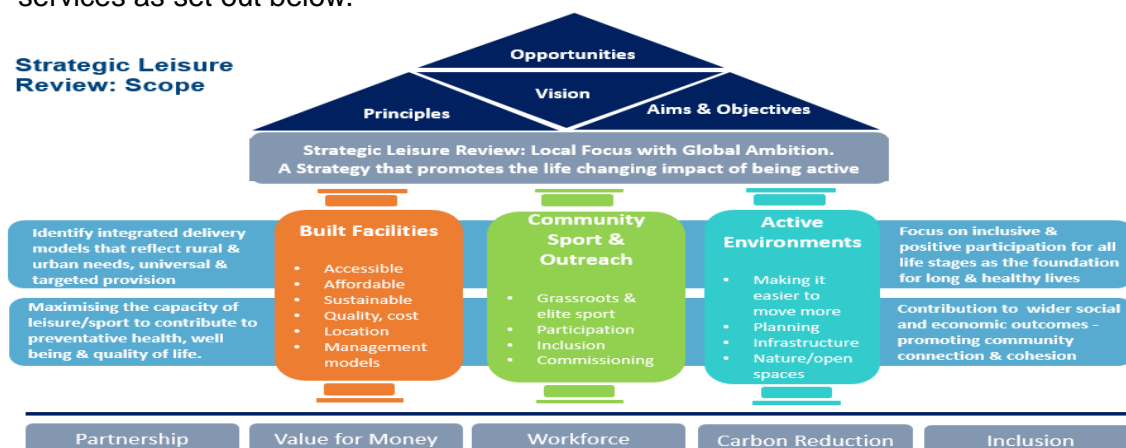 services as set out below.
Strategic Leisure
Review: Scope
Opportunities
Vision
Principles
Aims & Objectives
Strategic Leisure Review: Local Focus with Global Ambition.
A Strategy that promotes the life changing impact of being active
Identify integrated delivery
models that reflect rural &
urban needs, universal &
targeted provision
Maximising the capacity of
leisure/sport to contribute to
preventative health, well
being & quality of life.
Built Facilities
• Accessible
• Affordable
• Sustainable
• Quality, cost
• Location
• Management
models
Community
Sport &
Outreach
• Grassroots &
elite sport
• Participation
• Inclusion
• Commissioning
Active
Environments
• Making it
easier to
move more
• Planning
• Infrastructure
• Nature/open
spaces
Focus on inclusive &
positive participation for all
life stages as the foundation
for long & healthy lives
Contribution to wider social
and economic outcomes -
promoting community
connection & cohesion
Partnership
Value for Money
Workforce
Carbon Reduction
Inclusion